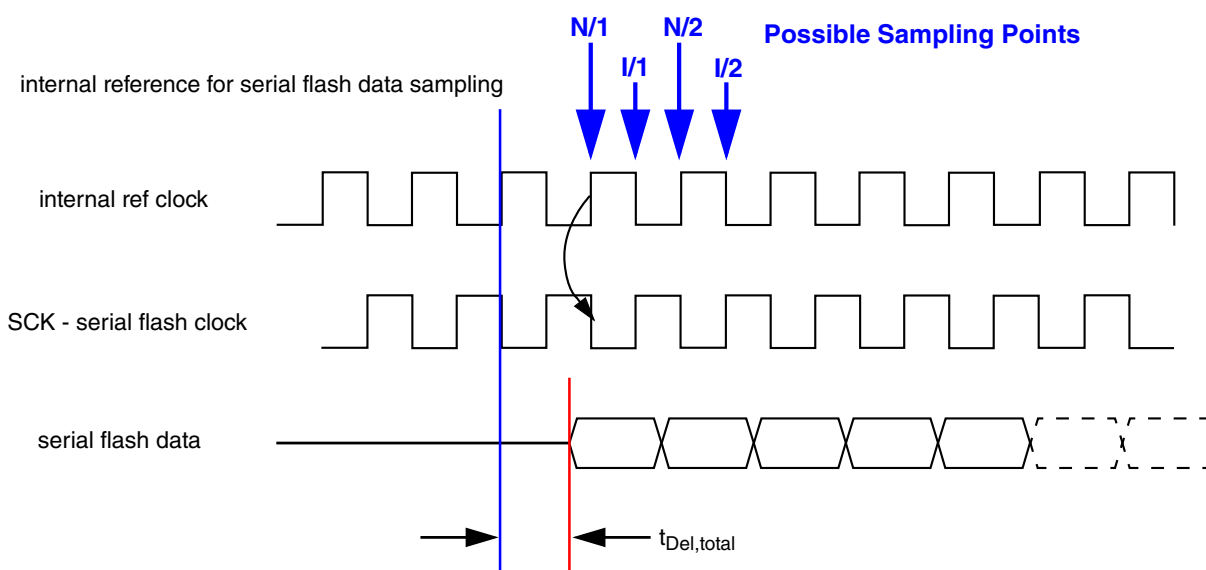 N/1
N/2
Possible Sampling Points
I/1
I/2
internal reference for serial flash data sampling
internal ref clock
SCK - serial flash clock
serial flash data
tDel,total